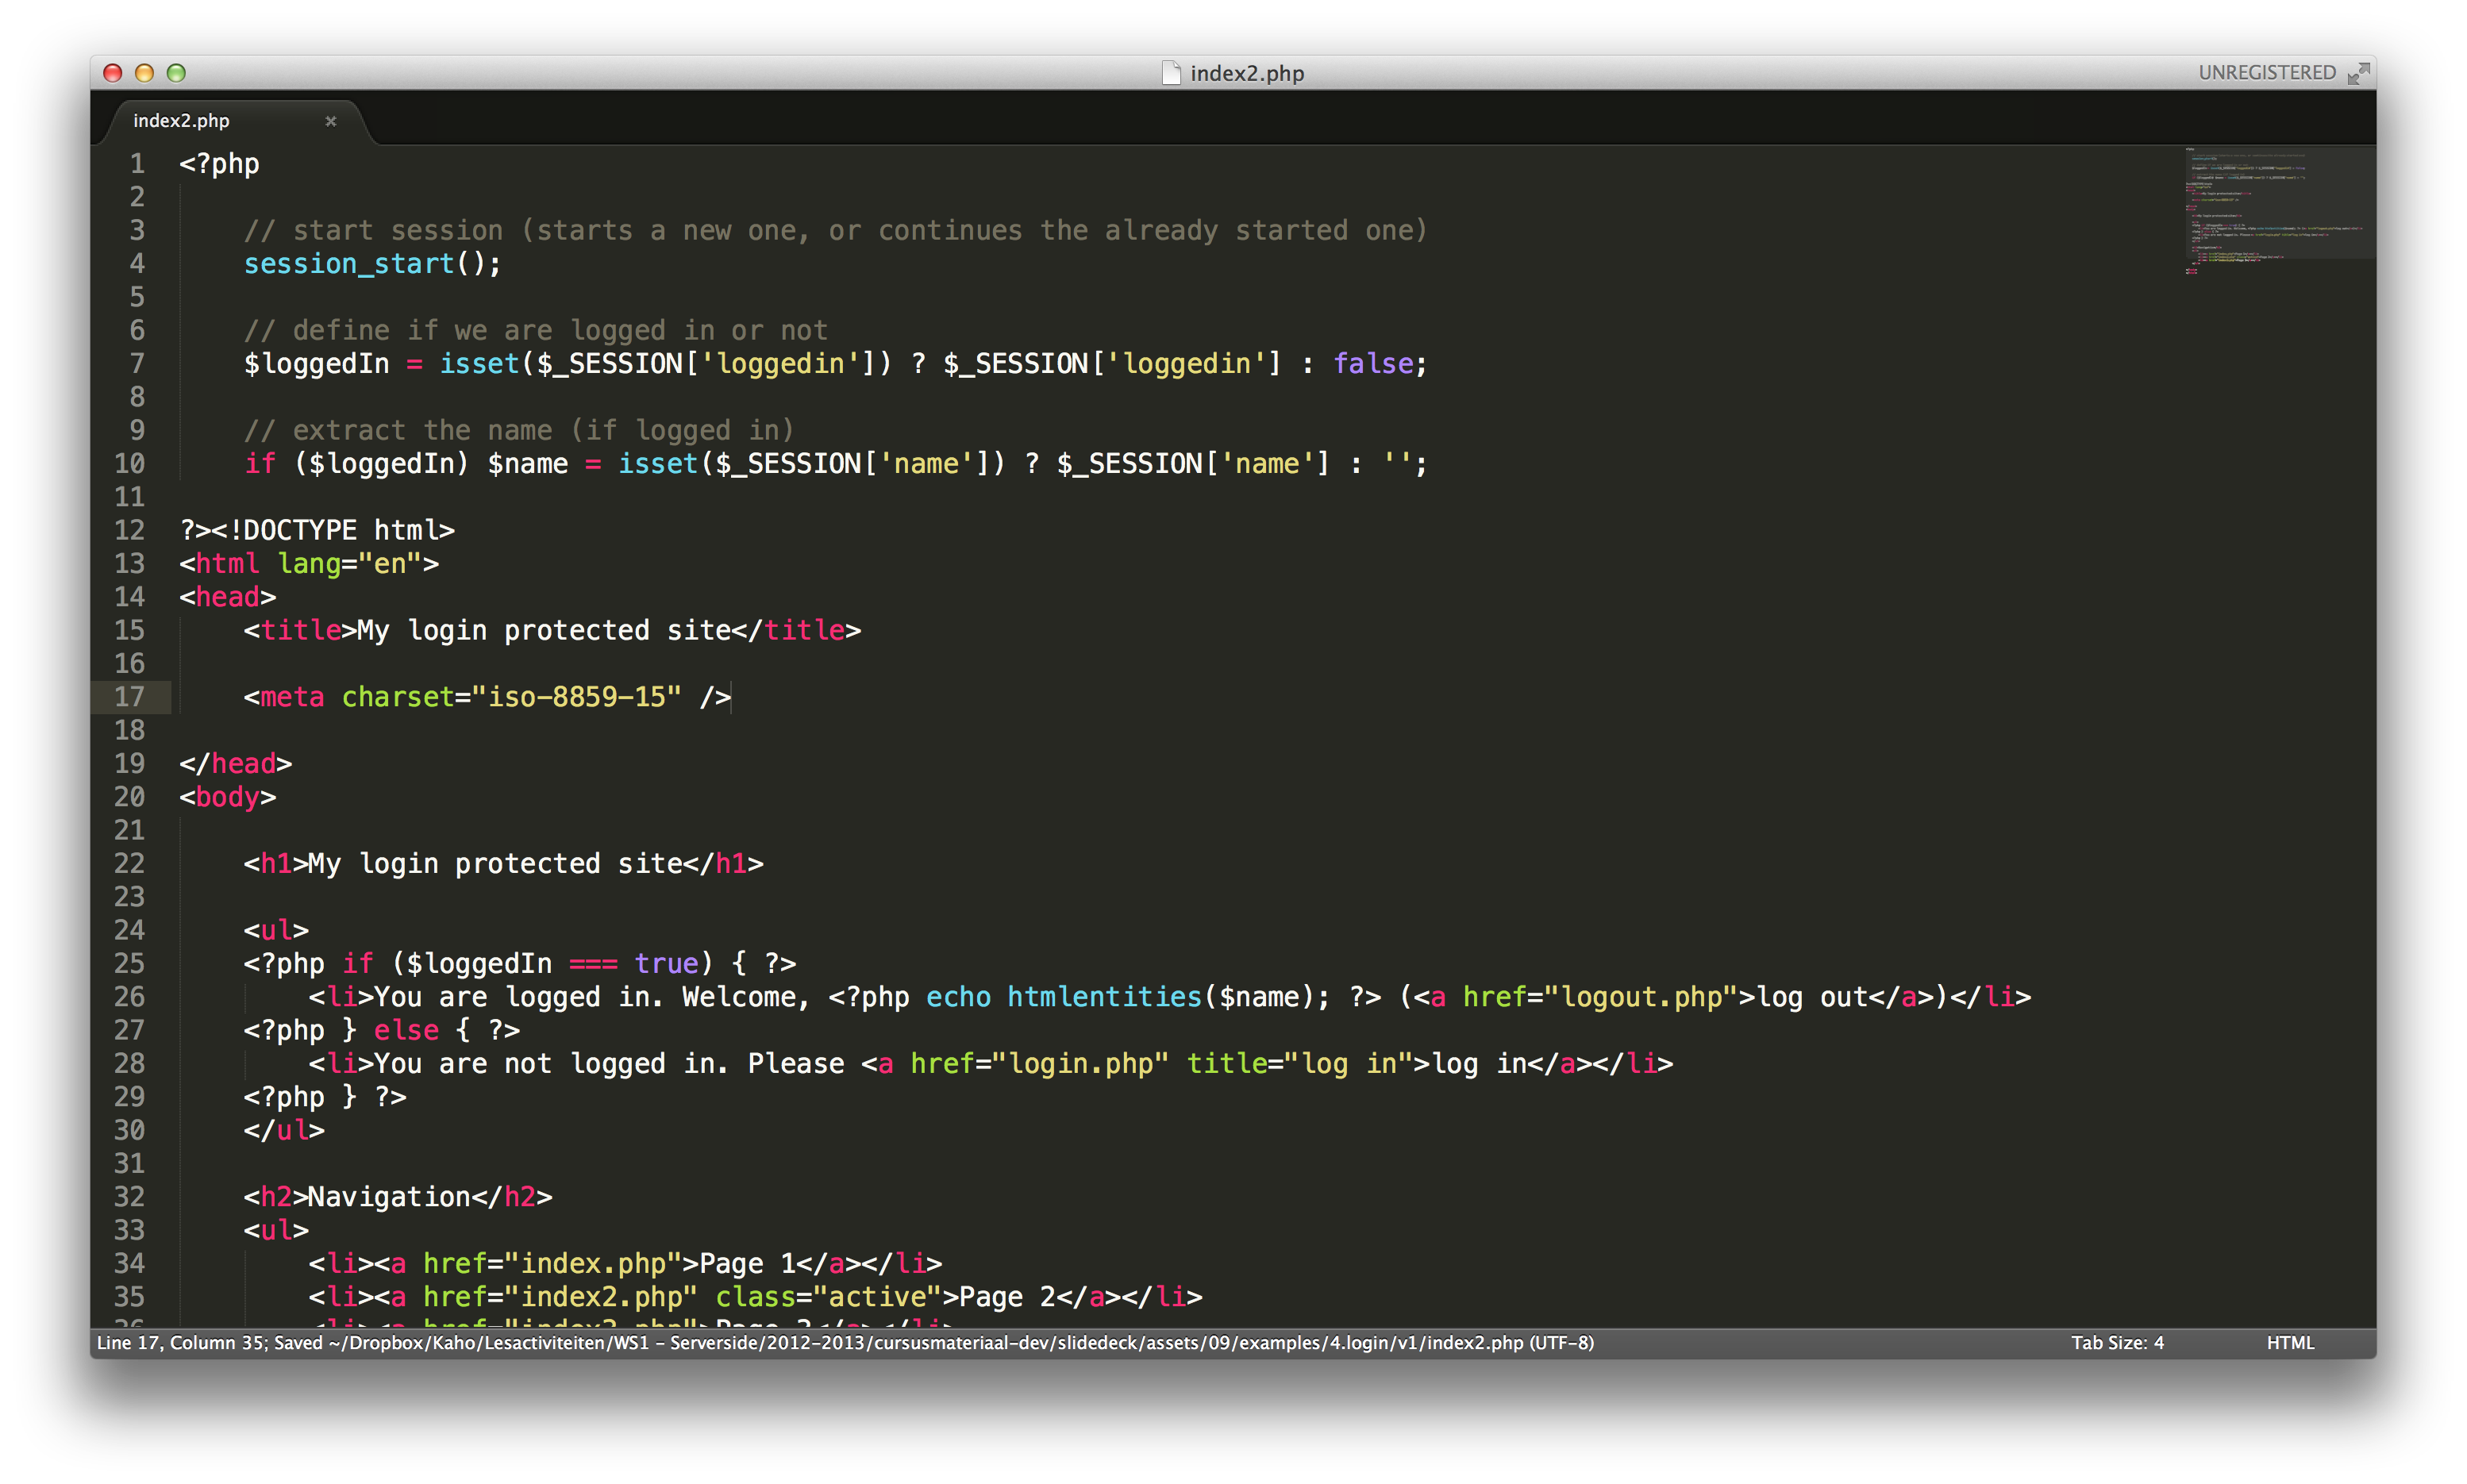 index2.php
UNREGISTERED
index2.php ×
1 <?php
2
3     // start session (starts a new one, or continues the already started one)
4     session_start();
5
6     // define if we are logged in or not
7     $loggedIn = isset($_SESSION['loggedin']) ? $_SESSION['loggedin'] : false;
8
9     // extract the name (if logged in)
10     if ($loggedIn) $name = isset($_SESSION['name']) ? $_SESSION['name'] : '';
11
12 ?><!DOCTYPE html>
13 <html lang="en">
14 <head>
15     <title>My login protected site</title>
16
17     <meta charset="iso-8859-15" />
18
19 </head>
20 <body>
21
22     <h1>My login protected site</h1>
23
24     <ul>
25     <?php if ($loggedIn === true) { ?>
26         <li>You are logged in. Welcome, <?php echo htmlentities($name); ?> (<a href="logout.php">log out</a>)</li>
27     <?php } else { ?>
28         <li>You are not logged in. Please <a href="login.php" title="log in">log in</a></li>
29     <?php } ?>
30     </ul>
31
32     <h2>Navigation</h2>
33     <ul>
34         <li><a href="index.php">Page 1</a></li>
35         <li><a href="index2.php" class="active">Page 2</a></li>
Line 17, Column 35; Saved ~/Dropbox/Kaho/Lesactiviteiten/WS1 – Serverside/2012-2013/cursusmateriaal-dev/slidedeck/assets/09/examples/4.login/v1/index2.php (UTF-8)
Tab Size: 4
HTML